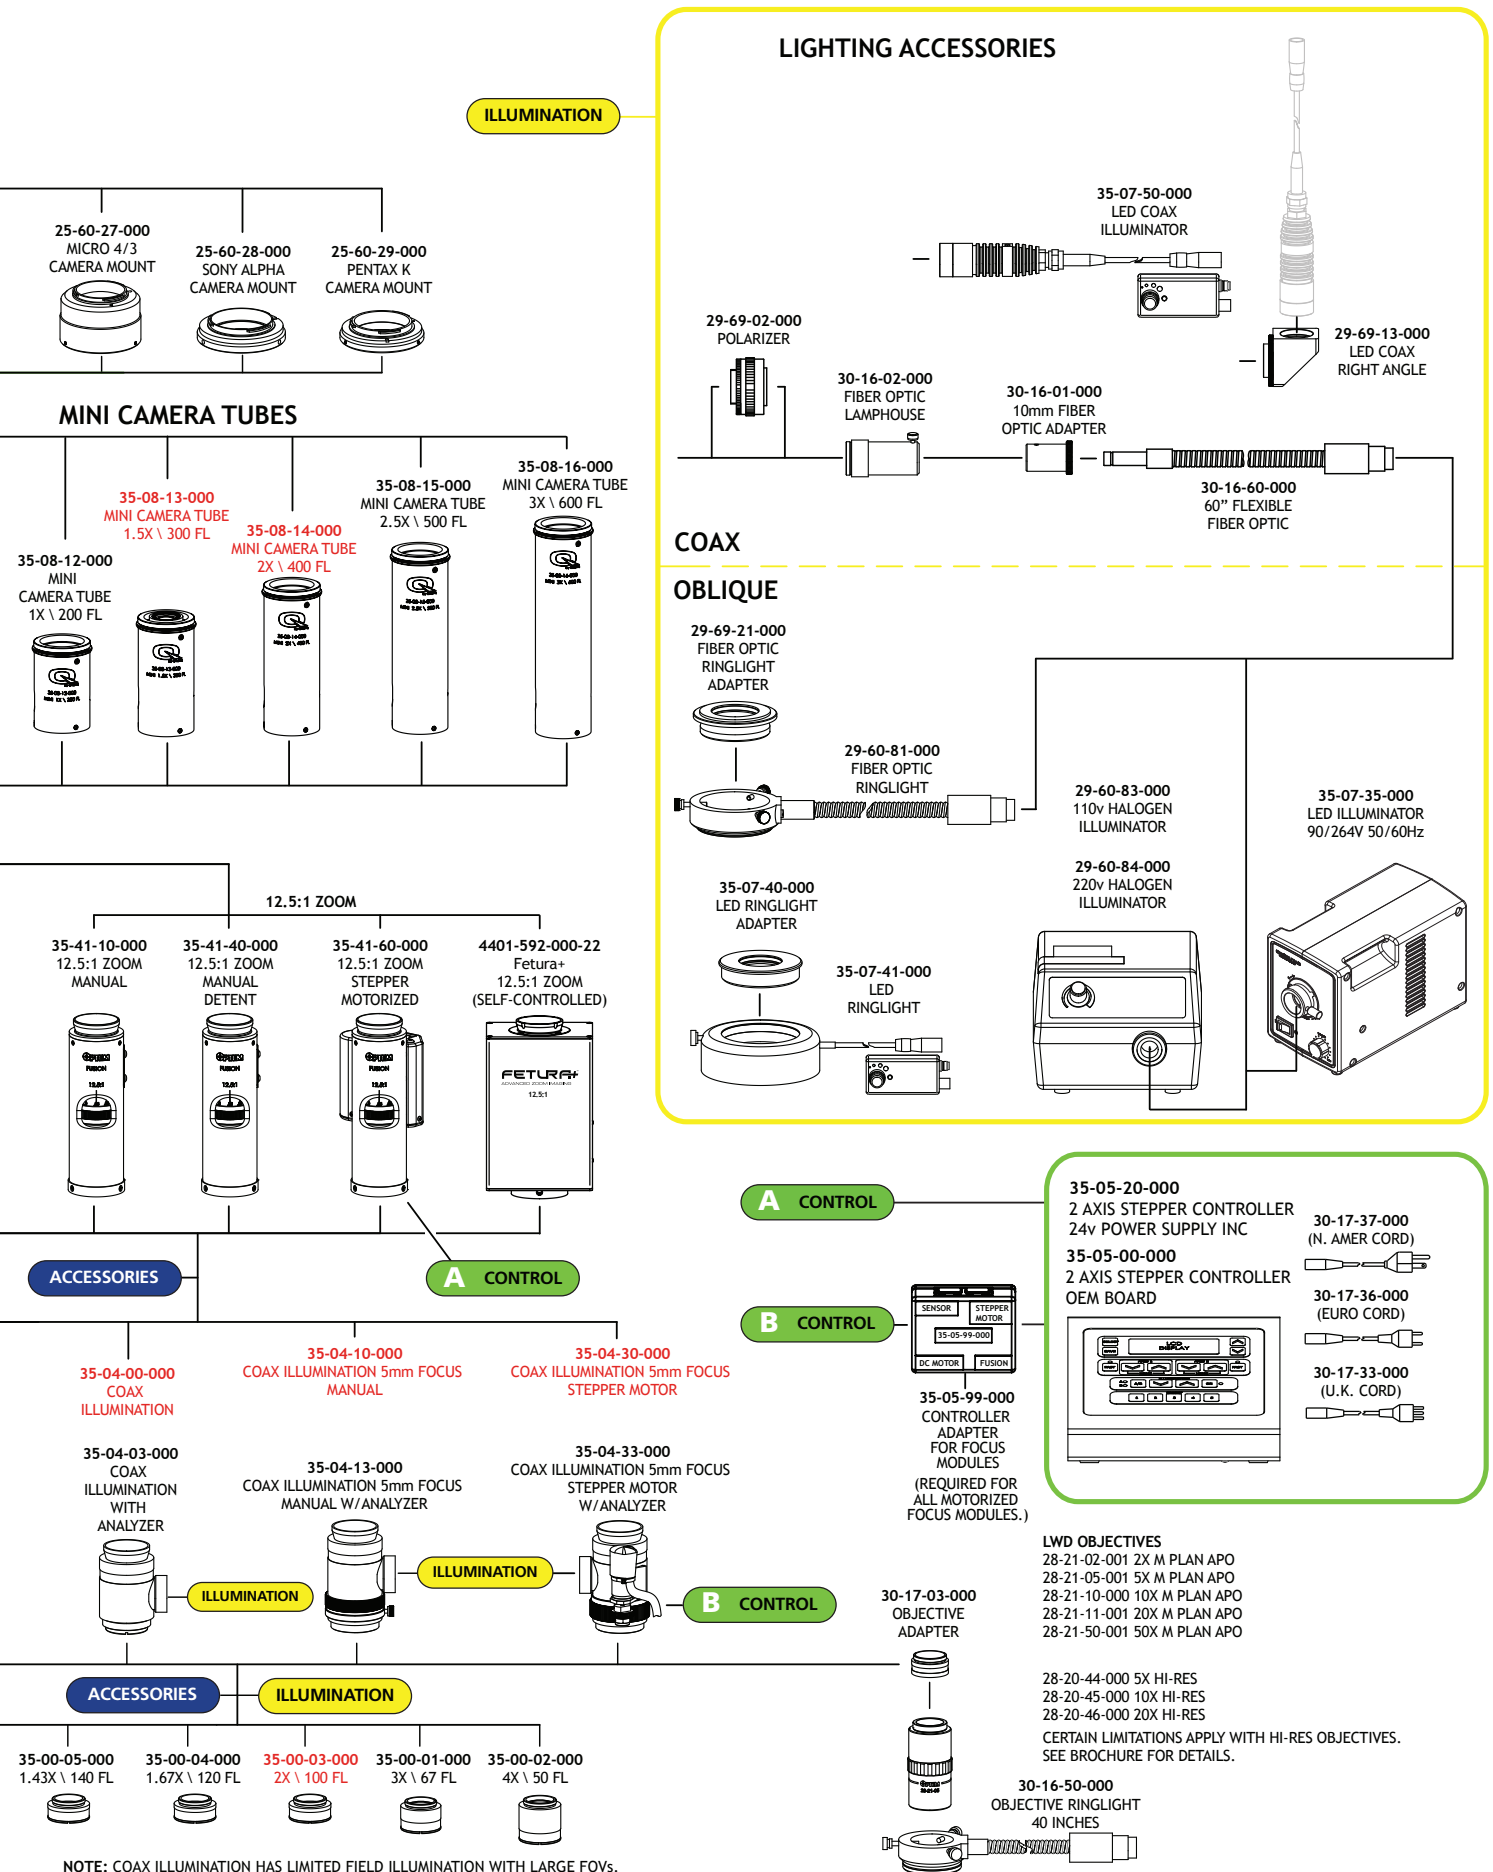 LIGHTING ACCESSORIES
ILLUMINATION
35-07-50-000
LED COAX
ILLUMINATOR
29-69-13-000
LED COAX
RIGHT ANGLE
29-69-02-000
POLARIZER
30-16-02-000
FIBER OPTIC
LAMPHOUSE
30-16-01-000
10mm FIBER
OPTIC ADAPTER
30-16-60-000
60” FLEXIBLE
FIBER OPTIC
COAX
OBLIQUE
29-69-21-000
FIBER OPTIC
RINGLIGHT
ADAPTER
29-60-81-000
FIBER OPTIC
RINGLIGHT
29-60-83-000
110v HALOGEN
ILLUMINATOR
29-60-84-000
220v HALOGEN
ILLUMINATOR
35-07-35-000
LED ILLUMINATOR
90/264V 50/60Hz
35-07-40-000
LED RINGLIGHT
ADAPTER
35-07-41-000
LED
RINGLIGHT
25-60-27-000
MICRO 4/3
CAMERA MOUNT
25-60-28-000
SONY ALPHA
CAMERA MOUNT
25-60-29-000
PENTAX K
CAMERA MOUNT
MINI CAMERA TUBES
35-08-12-000
MINI
CAMERA TUBE
1X \ 200 FL
35-08-13-000
MINI CAMERA TUBE
1.5X \ 300 FL
35-08-14-000
MINI CAMERA TUBE
2X \ 400 FL
35-08-15-000
MINI CAMERA TUBE
2.5X \ 500 FL
35-08-16-000
MINI CAMERA TUBE
3X \ 600 FL
12.5:1 ZOOM
35-41-10-000
12.5:1 ZOOM
MANUAL
35-41-40-000
12.5:1 ZOOM
MANUAL
DETENT
35-41-60-000
12.5:1 ZOOM
STEPPER
MOTORIZED
4401-592-000-22
Fetura+
12.5:1 ZOOM
(SELF-CONTROLLED)
FUSION
12.5:1
FUSION
12.5:1
FUSION
12.5:1
FETURA+
ADVANCED ZOOM IMAGING
12.5:1
ACCESSORIES
A CONTROL
A CONTROL
B CONTROL
SENSOR
STEPPER
MOTOR
35-05-99-000
DC MOTOR
FUSION
35-05-99-000
CONTROLLER
ADAPTER
FOR FOCUS
MODULES
(REQUIRED FOR
ALL MOTORIZED
FOCUS MODULES.)
35-05-20-000
2 AXIS STEPPER CONTROLLER
24v POWER SUPPLY INC
35-05-00-000
2 AXIS STEPPER CONTROLLER
OEM BOARD
LCD
DISPLAY
30-17-37-000
(N. AMER CORD)
30-17-36-000
(EURO CORD)
30-17-33-000
(U.K. CORD)
35-04-00-000
COAX
ILLUMINATION
35-04-10-000
COAX ILLUMINATION 5mm FOCUS
MANUAL
35-04-30-000
COAX ILLUMINATION 5mm FOCUS
STEPPER MOTOR
35-04-03-000
COAX
ILLUMINATION
WITH
ANALYZER
35-04-13-000
COAX ILLUMINATION 5mm FOCUS
MANUAL W/ANALYZER
35-04-33-000
COAX ILLUMINATION 5mm FOCUS
STEPPER MOTOR
W/ANALYZER
ILLUMINATION
ILLUMINATION
B CONTROL
30-17-03-000
OBJECTIVE
ADAPTER
LWD OBJECTIVES
28-21-02-001 2X M PLAN APO
28-21-05-001 5X M PLAN APO
28-21-10-000 10X M PLAN APO
28-21-11-001 20X M PLAN APO
28-21-50-001 50X M PLAN APO
28-20-44-000 5X HI-RES
28-20-45-000 10X HI-RES
28-20-46-000 20X HI-RES
CERTAIN LIMITATIONS APPLY WITH HI-RES OBJECTIVES.
SEE BROCHURE FOR DETAILS.
ACCESSORIES
ILLUMINATION
35-00-05-000
1.43X \ 140 FL
35-00-04-000
1.67X \ 120 FL
35-00-03-000
2X \ 100 FL
35-00-01-000
3X \ 67 FL
35-00-02-000
4X \ 50 FL
30-16-50-000
OBJECTIVE RINGLIGHT
40 INCHES
NOTE: COAX ILLUMINATION HAS LIMITED FIELD ILLUMINATION WITH LARGE FOVs.